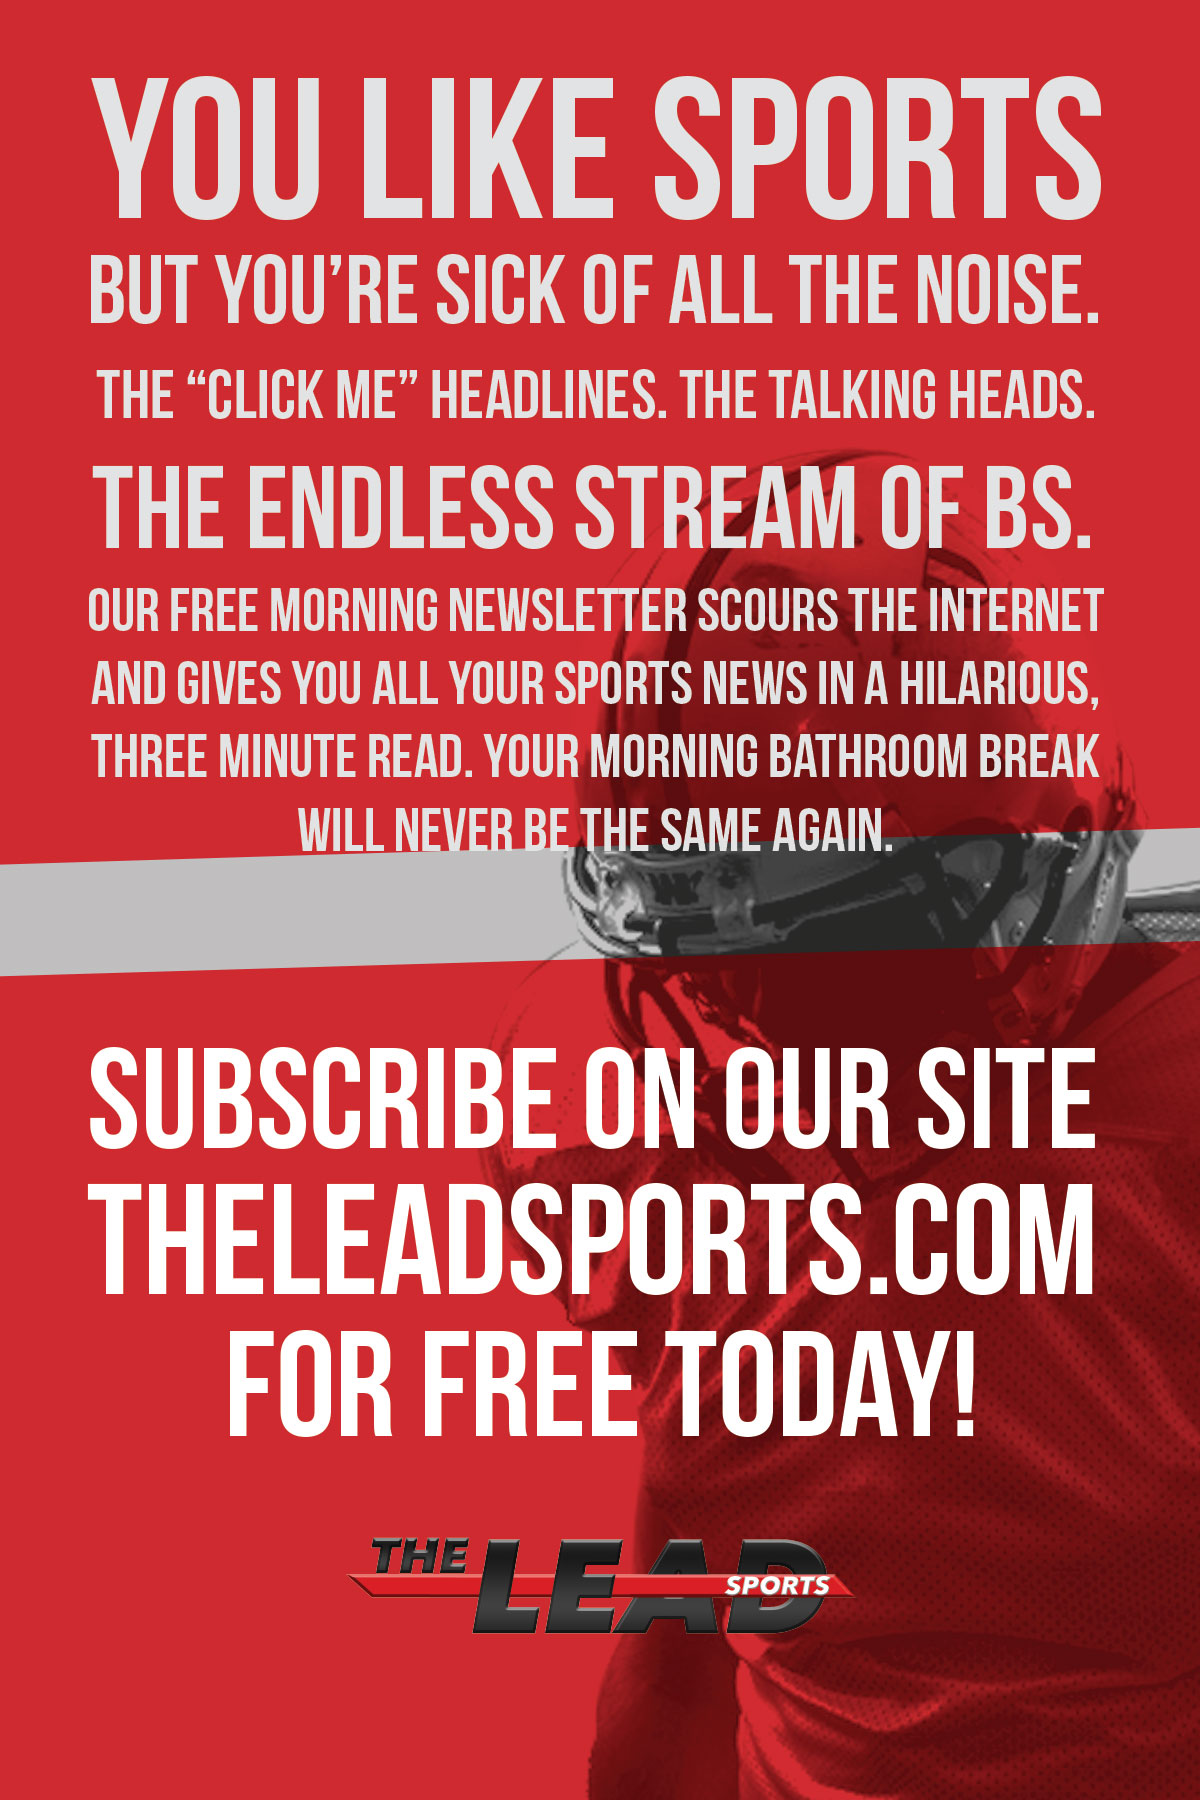 YOU LIKE SPORTS
BUT YOU’RE SICK OF ALL THE NOISE.
THE “CLICK ME” HEADLINES. THE TALKING HEADS.
THE ENDLESS STREAM OF BS.
OUR FREE MORNING NEWSLETTER SCOURS THE INTERNET
AND GIVES YOU ALL YOUR SPORTS NEWS IN A HILARIOUS,
THREE MINUTE READ. YOUR MORNING BATHROOM BREAK
WILL NEVER BE THE SAME AGAIN.
SUBSCRIBE ON OUR SITE
THELEADSPORTS.COM
FOR FREE TODAY!
THE LEAD
SPORTS